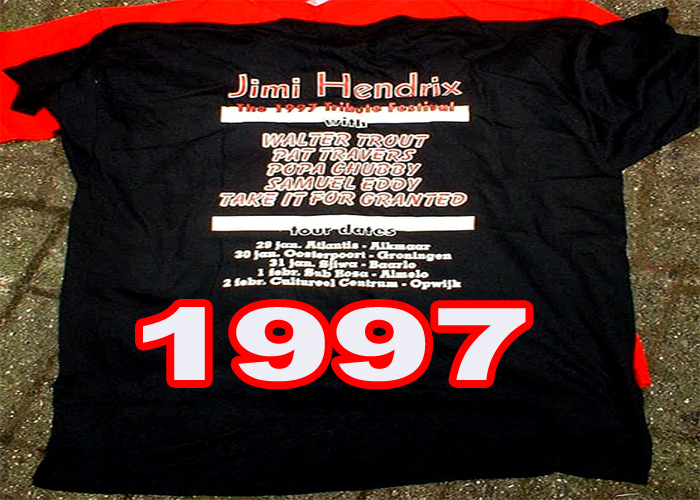 Jimi Hendrix
The 1997 Tribute Festival
with
WALTER TROUT
PAT TRAVERS
POPA CHUBBY
SAMUEL EDDY
TAKE IT FOR GRANTED
tour dates
29 jan. Atlantis - Alkmaar
30 jan. Oosterpoort - Groningen
31 jan. Sjiwa - Baarlo
1 febr. Sub Rosa - Almelo
2 febr. Cultureel Centrum - Opwijk
1997